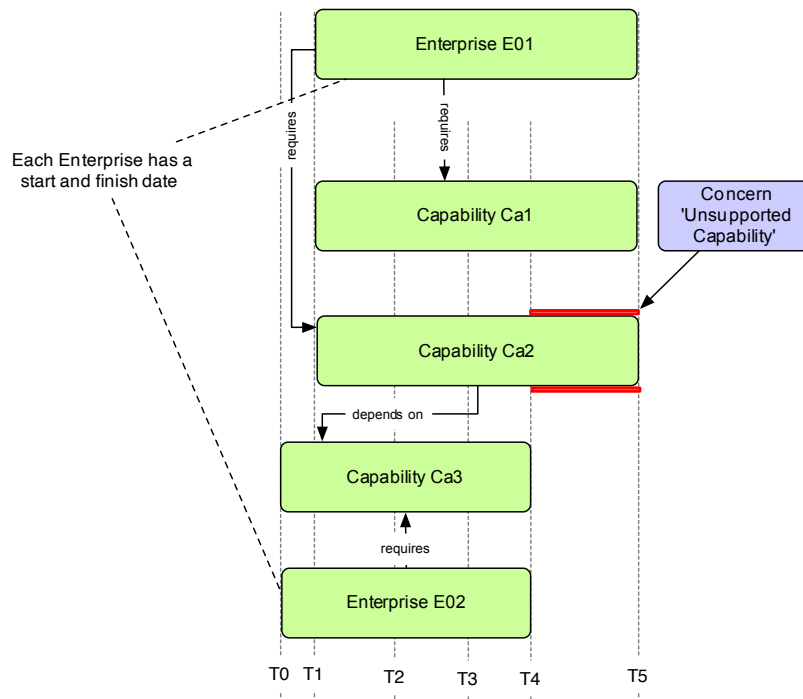 Enterprise E01
requires
requires
Each Enterprise has a
start and finish date
Capability Ca1
Concern
'Unsupported
Capability'
Capability Ca2
depends on
Capability Ca3
requires
Enterprise E02
T0 T1 T2 T3 T4 T5